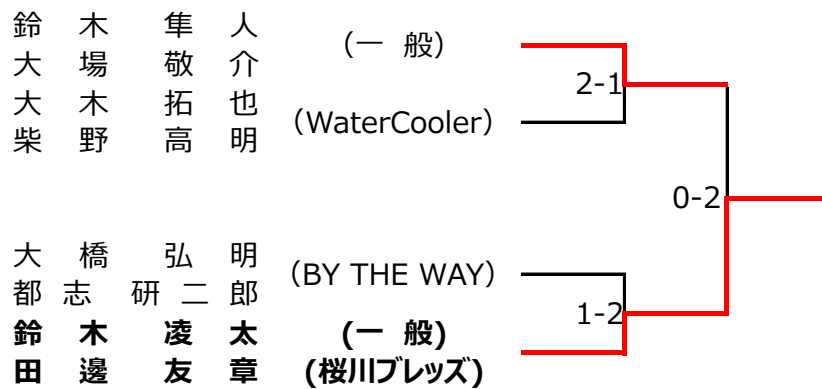 鈴木 隼人 (一 般)
大場 敬介
2-1
大木 拓也 (WaterCooler)
柴野 高明
0-2
大橋 弘明 (BY THE WAY)
都志 研二郎
1-2
鈴木 凌太 (一 般)
田邊 友章 (桜川ブレッズ)